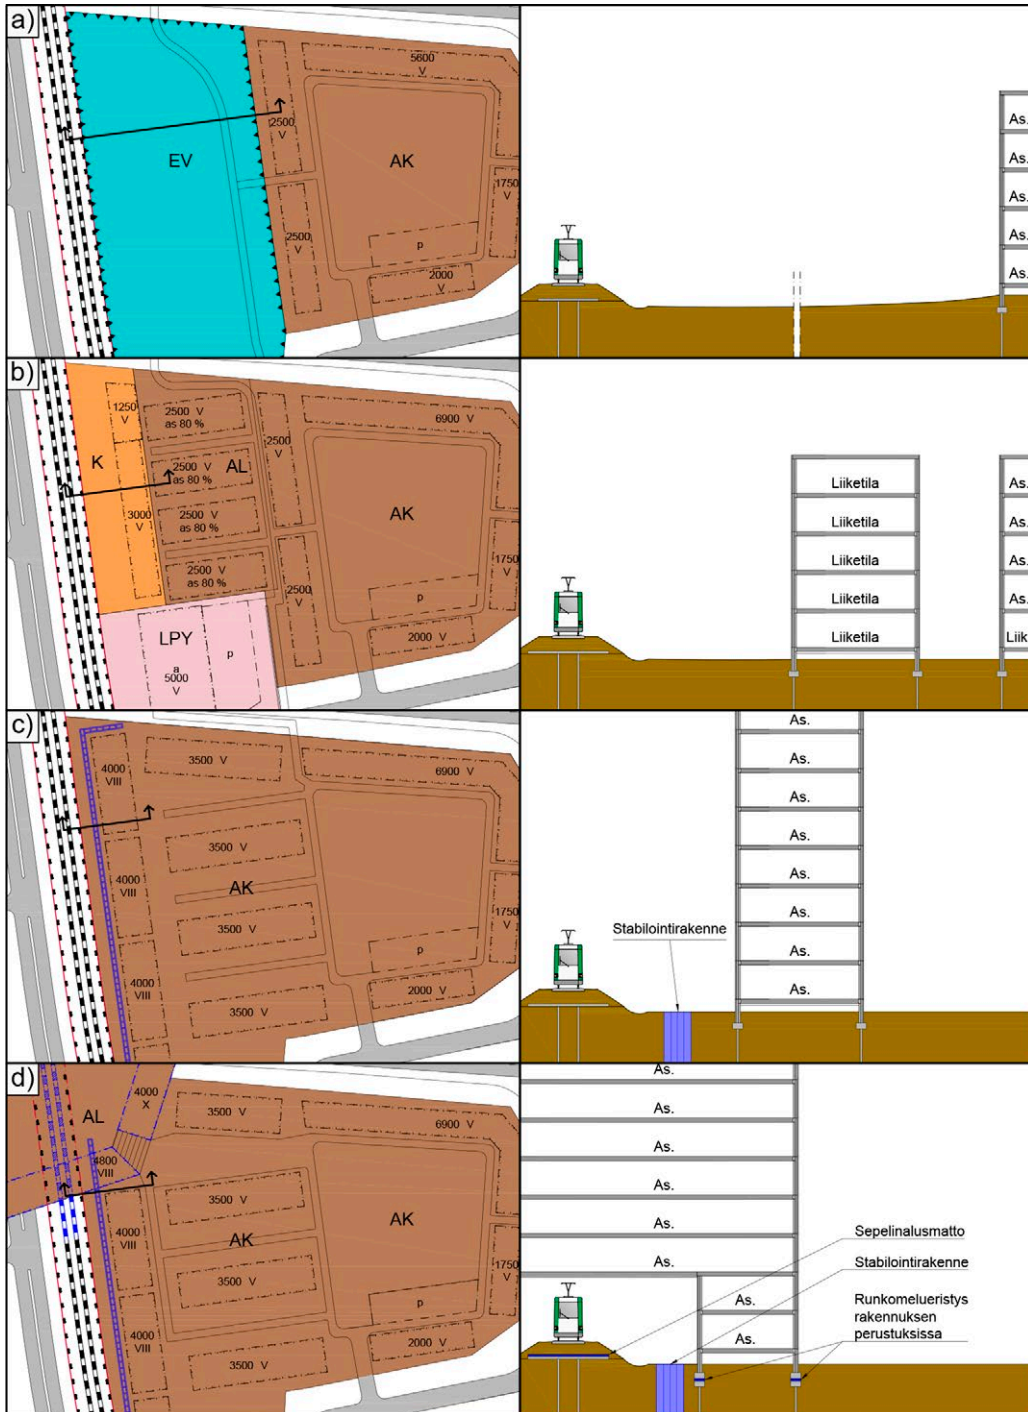 a)
5600
V
2500
V
EV
AK
1750
V
2500
V
p
2000
V
As.
As.
As.
As.
As.
b)
1250
V
2500 V
as 80 %
6900 V
2500 V
K
2500 V
as 80 %
AL
3000
V
2500 V
as 80 %
AK
1750
V
2500 V
as 80 %
2500 V
p
2000 V
LPY
a
5000
V
p
Liiketila
Liiketila
Liiketila
Liiketila
Liiketila
As.
As.
As.
As.
Liik
c)
4000
VIII
3500 V
6900 V
3500 V
4000
VIII
AK
3500 V
1750
V
4000
VIII
p
2000 V
3500 V
Stabilointirakenne
As.
As.
As.
As.
As.
As.
As.
As.
d)
AL
4000
X
3500 V
6900 V
4800
VIII
3500 V
4000
VIII
AK
AK
3500 V
1750
V
4000
VIII
p
2000 V
3500 V
As.
As.
As.
As.
As.
As.
As.
Sepelinalusmatto
Stabilointirakenne
Runkomelueristys
rakennuksen
perustuksissa